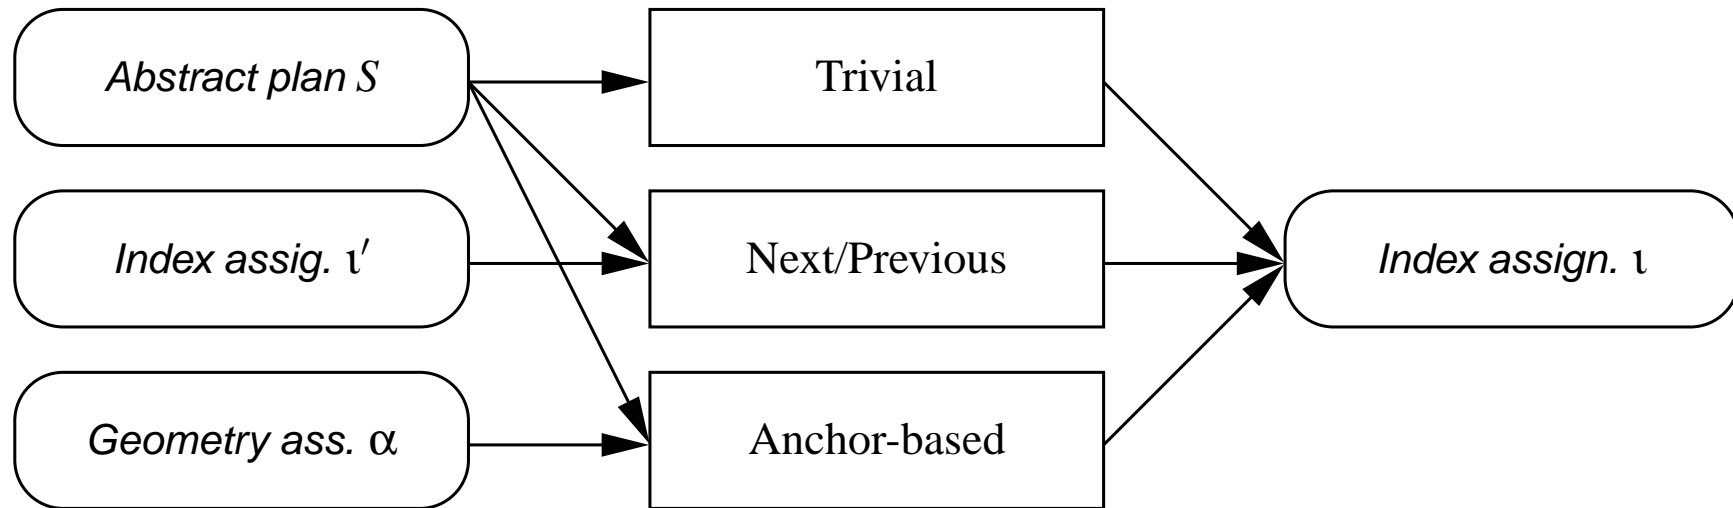 Abstract plan S
Trivial
Index assig. ι′
Next/Previous
Index assign. ι
Geometry ass. α
Anchor-based